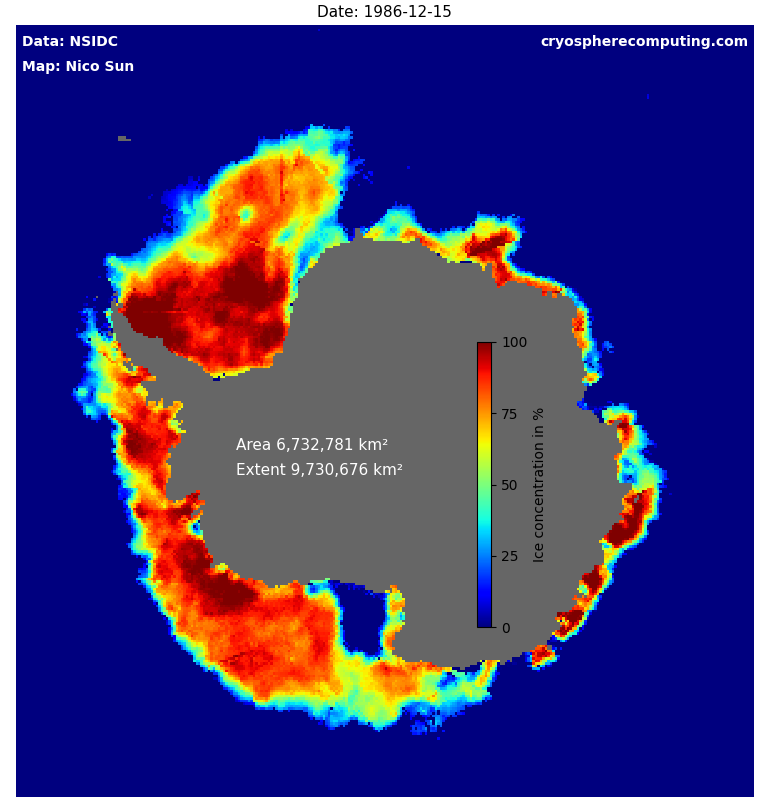 Date: 1986-12-15
Data: NSIDC
cryospherecomputing.com
Map: Nico Sun
100
75
50
25
0
Ice concentration in %
Area 6,732,781 km²
Extent 9,730,676 km²